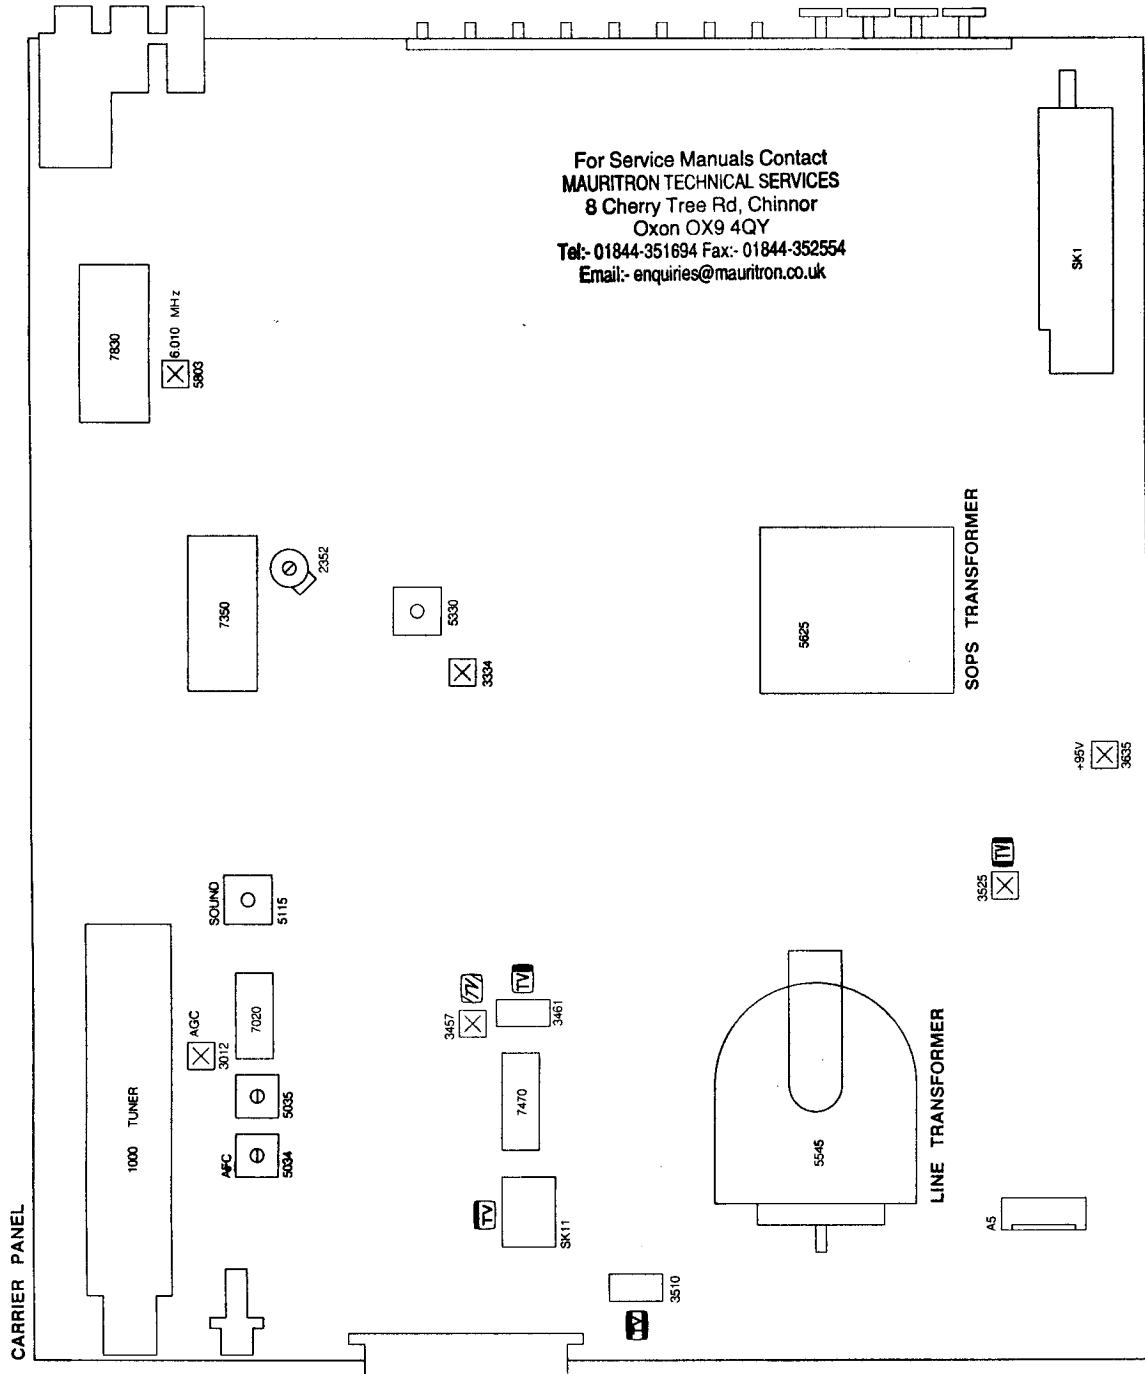 CARRIER PANEL
For Service Manuals Contact
MAURITRON TECHNICAL SERVICES
8 Cherry Tree Rd, Chinnor
Oxon OX9 4QY
Tel:- 01844-351694 Fax:- 01844-352554
Email:- enquiries@mauritron.co.uk
1000 TUNER
AGC
3012
AFC
5034
5035
7020
SOUND
5115
7350
2352
7830
6.010 MHz
5803
5330
3334
3457
TV
3461
TV
7470
TV
SK11
3510
TV
5545
LINE TRANSFORMER
5625
SOPS TRANSFORMER
A5
3525
TV
+95V
3635
SK1